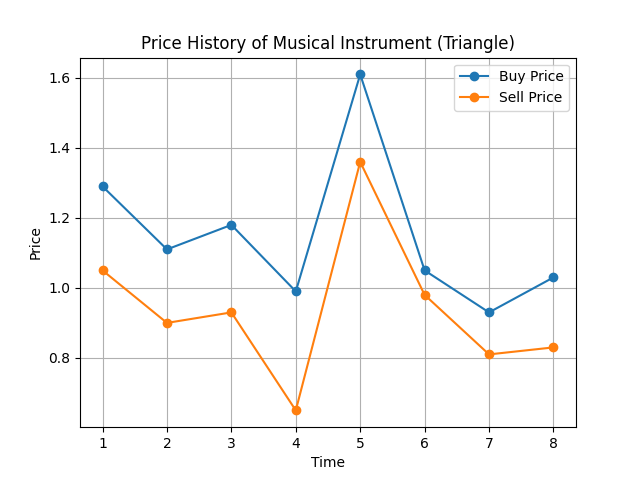 Price History of Musical Instrument (Triangle)
Buy Price
Sell Price
1.6
1.4
1.2
1.0
0.8
Price
1 2 3 4 5 6 7 8
Time